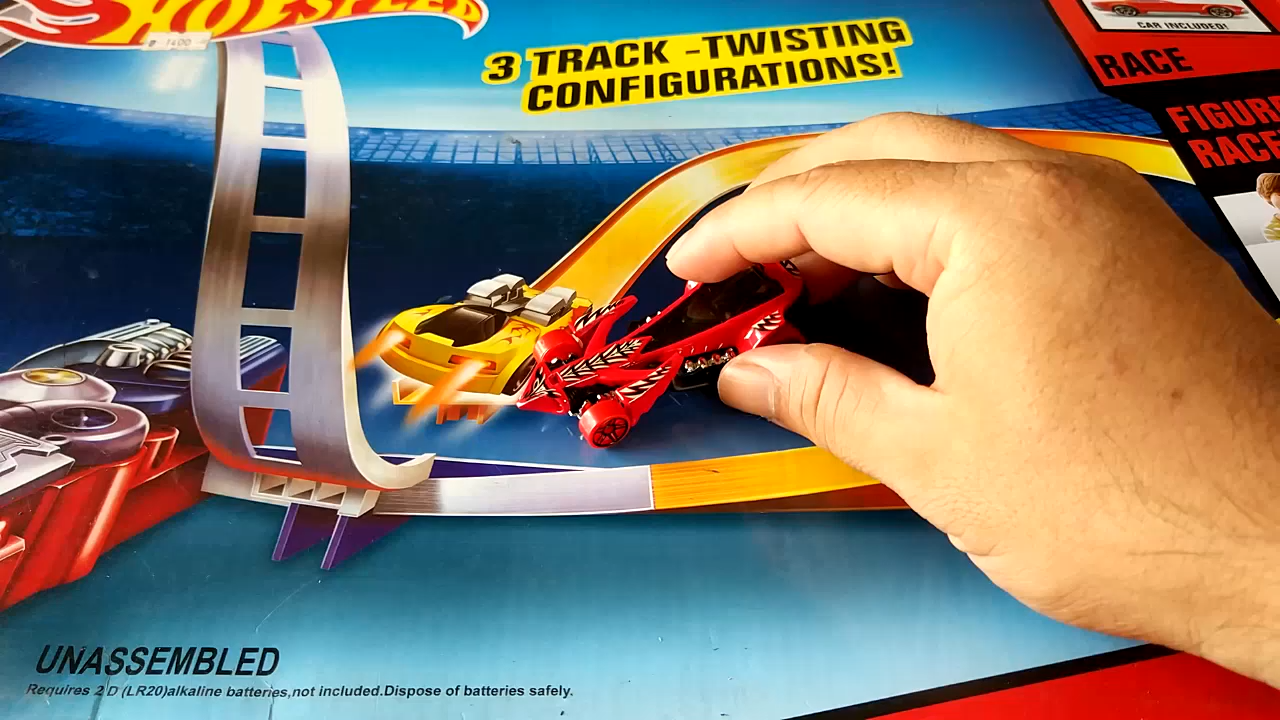 HOTSPEED
3 TRACK -TWISTING
CONFIGURATIONS!
CAR INCLUDED!
RACE
RACE
UNASSEMBLED
Requires 2 D (LR20)alkaline batteries,not included.Dispose of batteries safely.